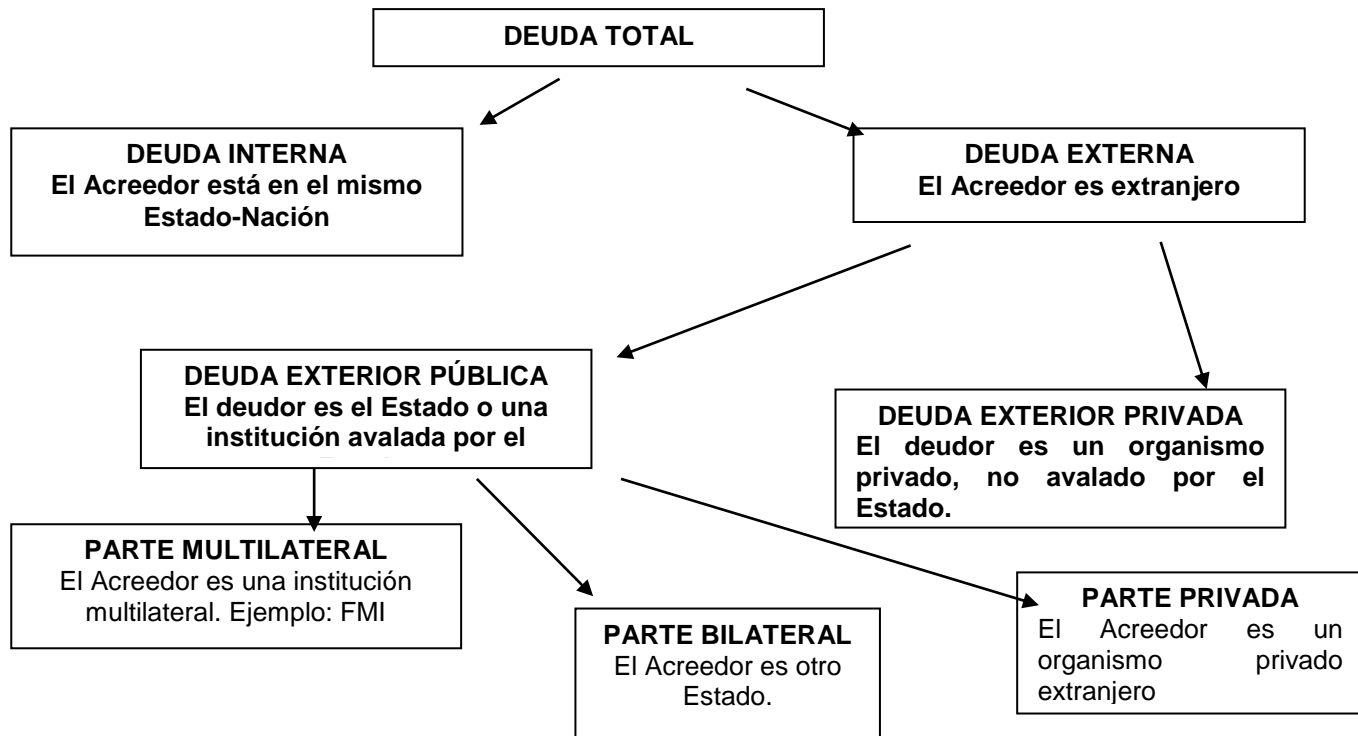 DEUDA TOTAL
DEUDA INTERNA
El Acreedor está en el mismo
Estado-Nación
DEUDA EXTERNA
El Acreedor es extranjero
DEUDA EXTERIOR PÚBLICA
El deudor es el Estado o una
institución avalada por el
DEUDA EXTERIOR PRIVADA
El deudor es un organismo
privado, no avalado por el
Estado.
PARTE MULTILATERAL
El Acreedor es una institución
multilateral. Ejemplo: FMI
PARTE BILATERAL
El Acreedor es otro
Estado.
PARTE PRIVADA
El Acreedor es un
organismo privado
extranjero